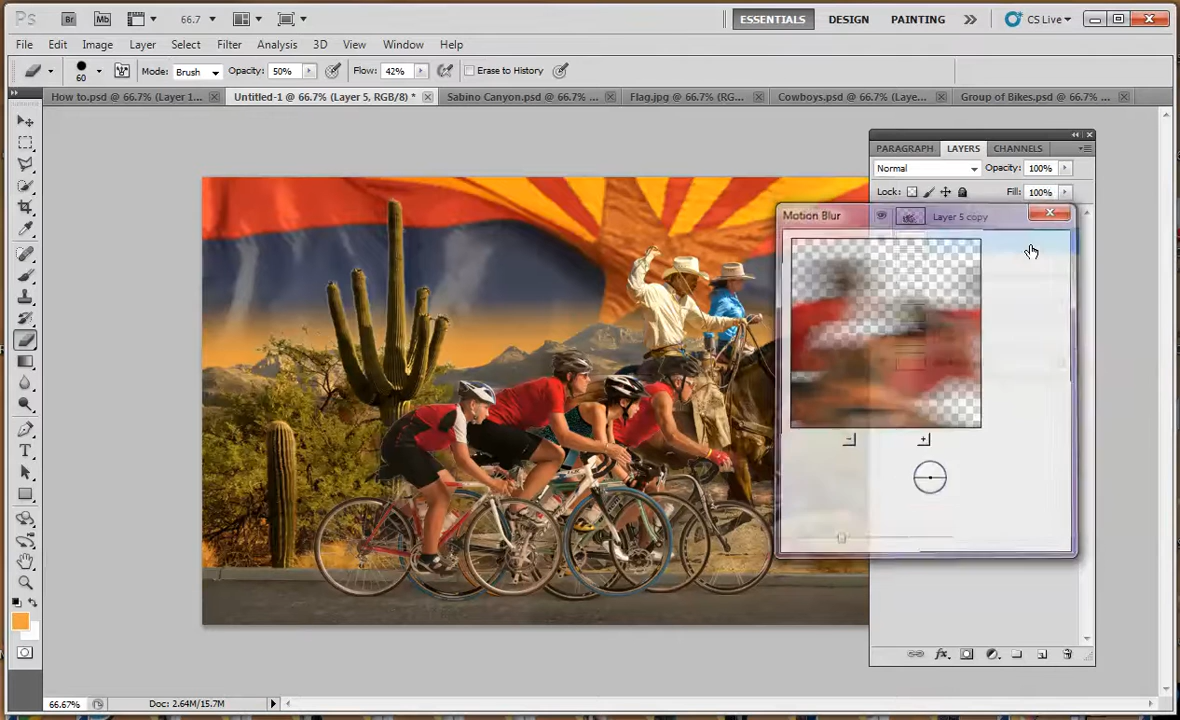 Ps Br Mb 66.7 ESSENTIALS DESIGN PAINTING CS Live
File Edit Image Layer Select Filter Analysis 3D View Window Help
60 Mode: Brush Opacity: 50% Flow: 42% Erase to History
How to.psd @ 66.7% (Layer 1... Untitled-1 @ 66.7% (Layer 5, RGB/8) * Sabino Canyon.psd @ 66.7% ... Flag.jpg @ 66.7% (RG... Cowboys.psd @ 66.7% (Laye... Group of Bikes.psd @ 66.7% ...
PARAGRAPH LAYERS CHANNELS
Normal Opacity: 100%
Lock: Fill: 100%
Motion Blur Layer 5 copy
- +
T
fx
66.67% Doc: 2.64M/15.7M